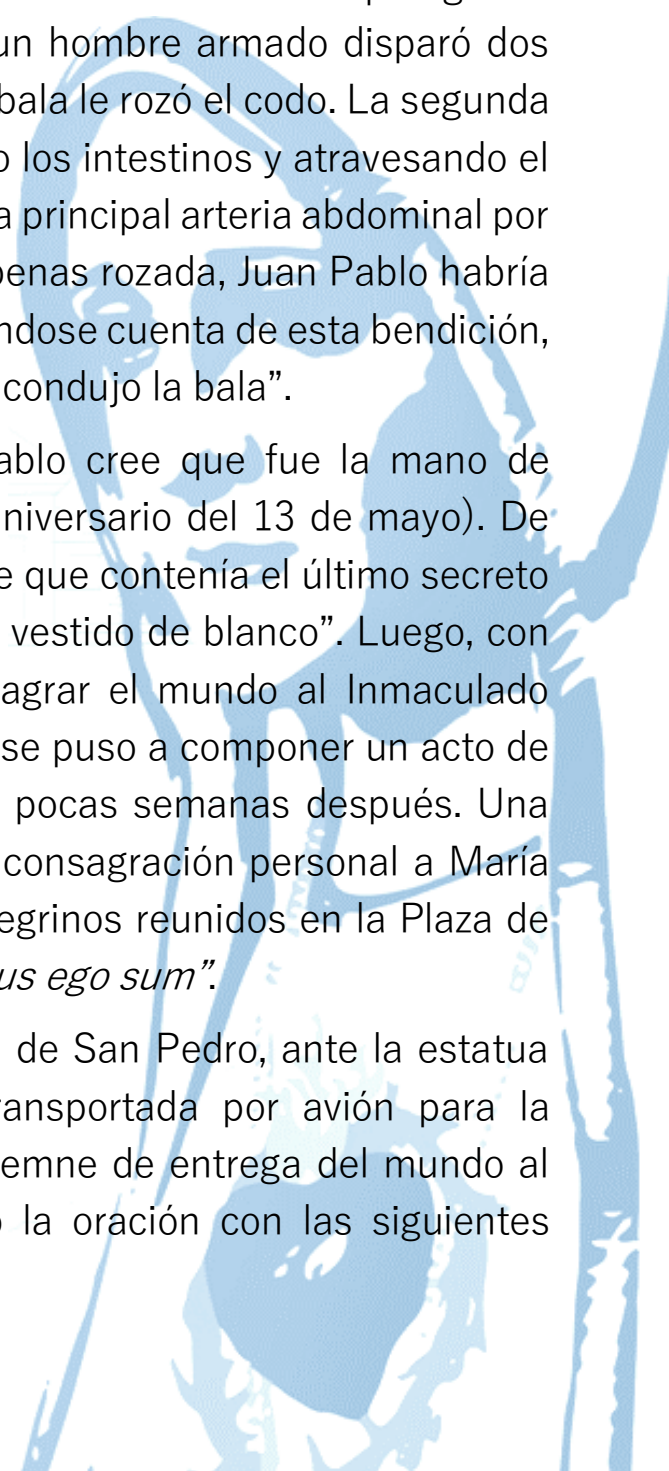 un hombre armado disparó dos
bala le rozó el codo. La segunda
o los intestinos y atravesando el
a principal arteria abdominal por
penas rozada, Juan Pablo habría
ndose cuenta de esta bendición,
condujo la bala”.
ablo cree que fue la mano de
niversario del 13 de mayo). De
e que contenía el último secreto
vestido de blanco”. Luego, con
agrar el mundo al Inmaculado
se puso a componer un acto de
pocas semanas después. Una
consagración personal a María
egrinos reunidos en la Plaza de
us ego sum”.
de San Pedro, ante la estatua
ransportada por avión para la
emne de entrega del mundo al
o la oración con las siguientes